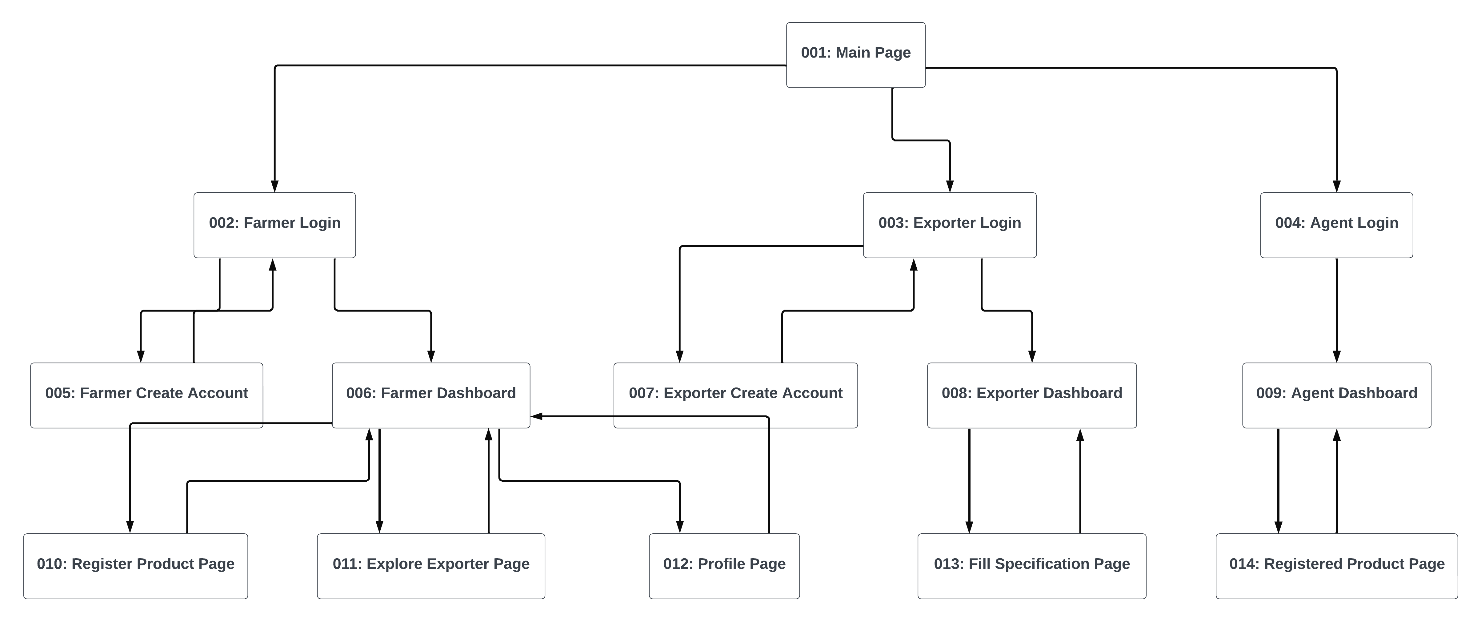 001: Main Page
002: Farmer Login
003: Exporter Login
004: Agent Login
005: Farmer Create Account
006: Farmer Dashboard
007: Exporter Create Account
008: Exporter Dashboard
009: Agent Dashboard
010: Register Product Page
011: Explore Exporter Page
012: Profile Page
013: Fill Specification Page
014: Registered Product Page